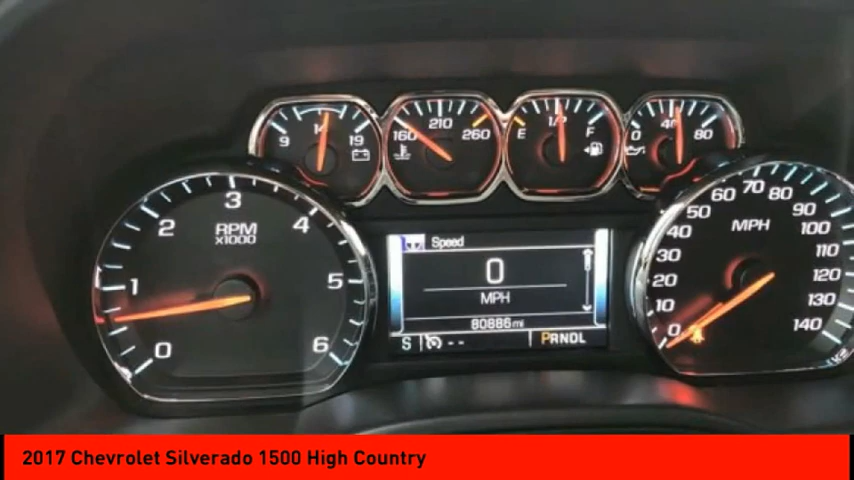 9 14 19
160 210 260
E 1/2 F
0 40 80
0 1 2 3 4 5 6
RPM
x1000
Speed
0
MPH
80886mi
S -- PRNDL
0 10 20 30 40 50 60 70 80 90 100 110 120 130 140
MPH
2017 Chevrolet Silverado 1500 High Country